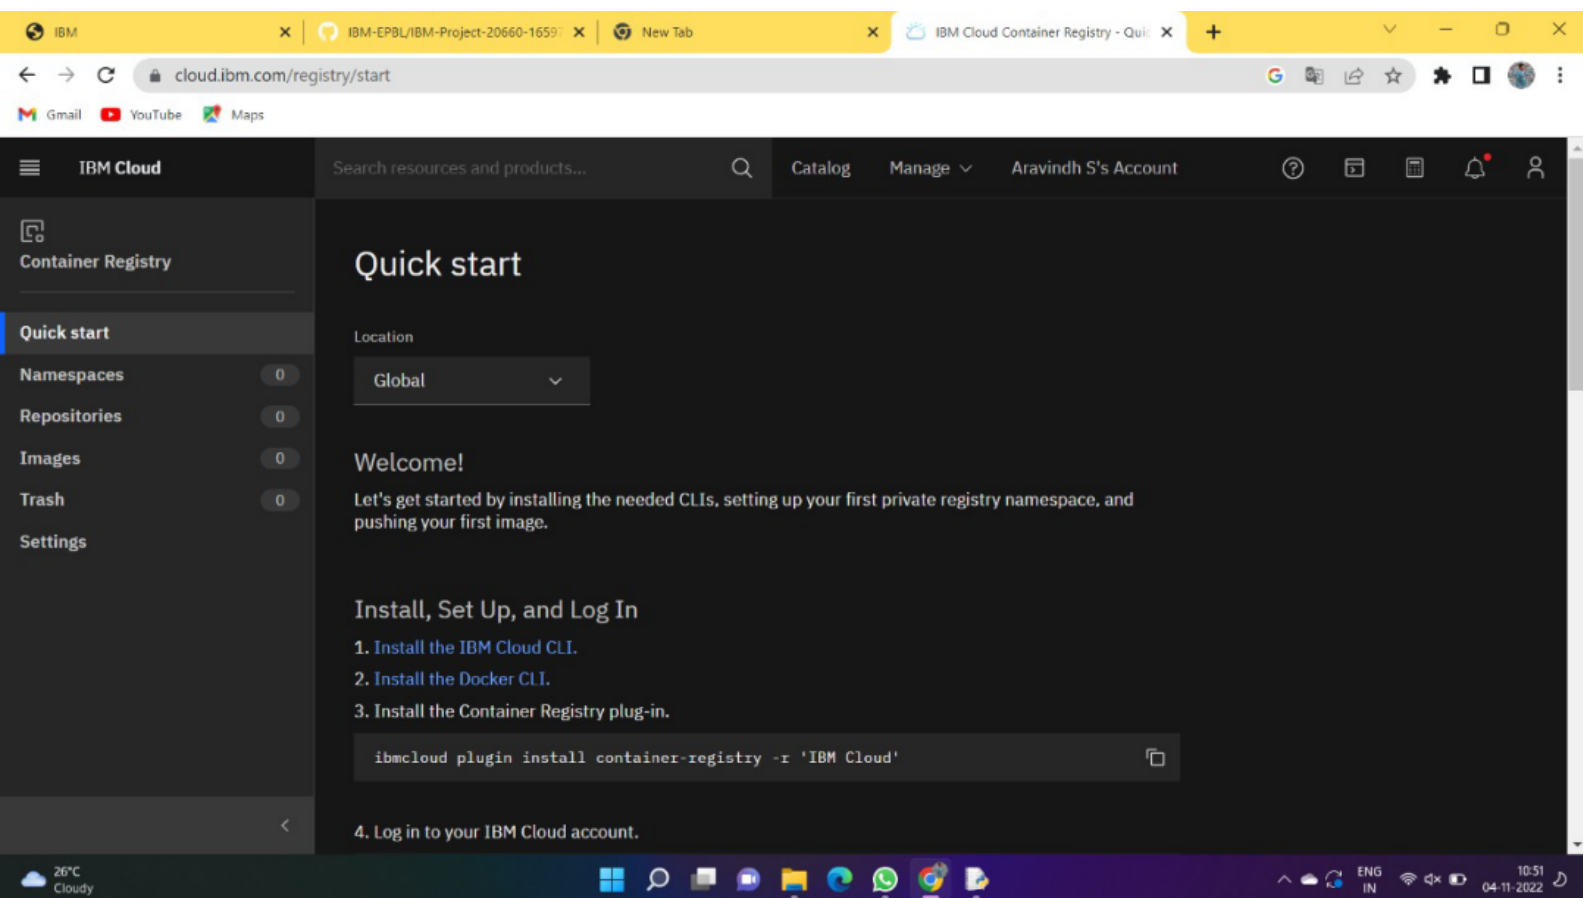 IBM
IBM-EPBL/IBM-Project-20660-1659
New Tab
IBM Cloud Container Registry - Quic
cloud.ibm.com/registry/start
Gmail
YouTube
Maps
IBM Cloud
Search resources and products...
Catalog
Manage
Aravindh S's Account
Container Registry
Quick start
Namespaces 0
Repositories 0
Images 0
Trash 0
Settings
Quick start
Location
Global
Welcome!
Let's get started by installing the needed CLIs, setting up your first private registry namespace, and
pushing your first image.
Install, Set Up, and Log In
1. Install the IBM Cloud CLI.
2. Install the Docker CLI.
3. Install the Container Registry plug-in.
ibmcloud plugin install container-registry -r 'IBM Cloud'
4. Log in to your IBM Cloud account.
26°C
Cloudy
ENG
IN
10:51
04-11-2022